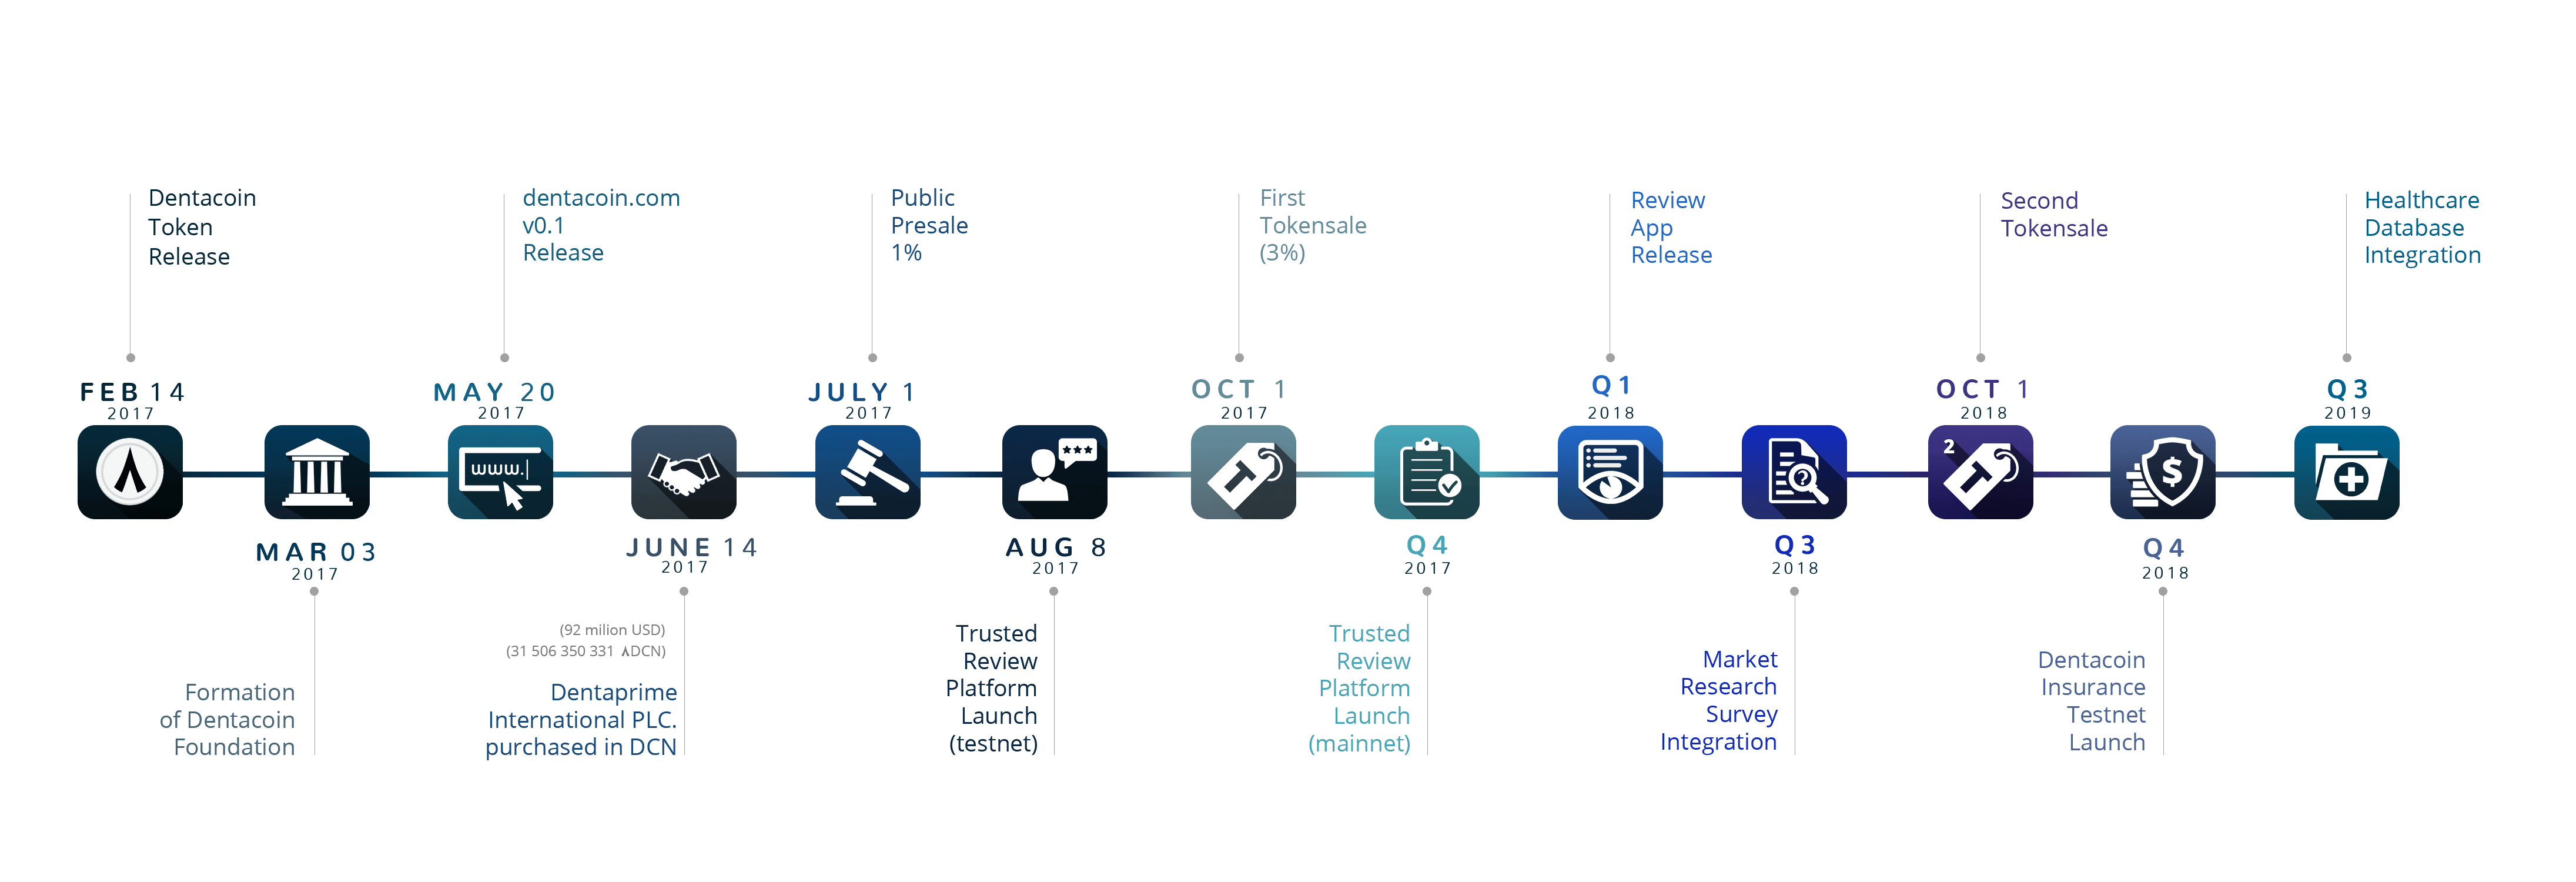 Dentacoin
Token
Release
FEB 14
2017
MAR 03
2017
Formation
of Dentacoin
Foundation
dentacoin.com
v0.1
Release
MAY 20
2017
www.|
JUNE 14
2017
(92 milion USD)
(31 506 350 331 ⋏DCN)
Dentaprime
International PLC.
purchased in DCN
Public
Presale
1%
JULY 1
2017
AUG 8
2017
Trusted
Review
Platform
Launch
(testnet)
First
Tokensale
(3%)
OCT 1
2017
T
Q4
2017
Trusted
Review
Platform
Launch
(mainnet)
Review
App
Release
Q1
2018
?
Q3
2018
Market
Research
Survey
Integration
Second
Tokensale
OCT 1
2018
2
T
$
Q4
2018
Dentacoin
Insurance
Testnet
Launch
Healthcare
Database
Integration
Q3
2019